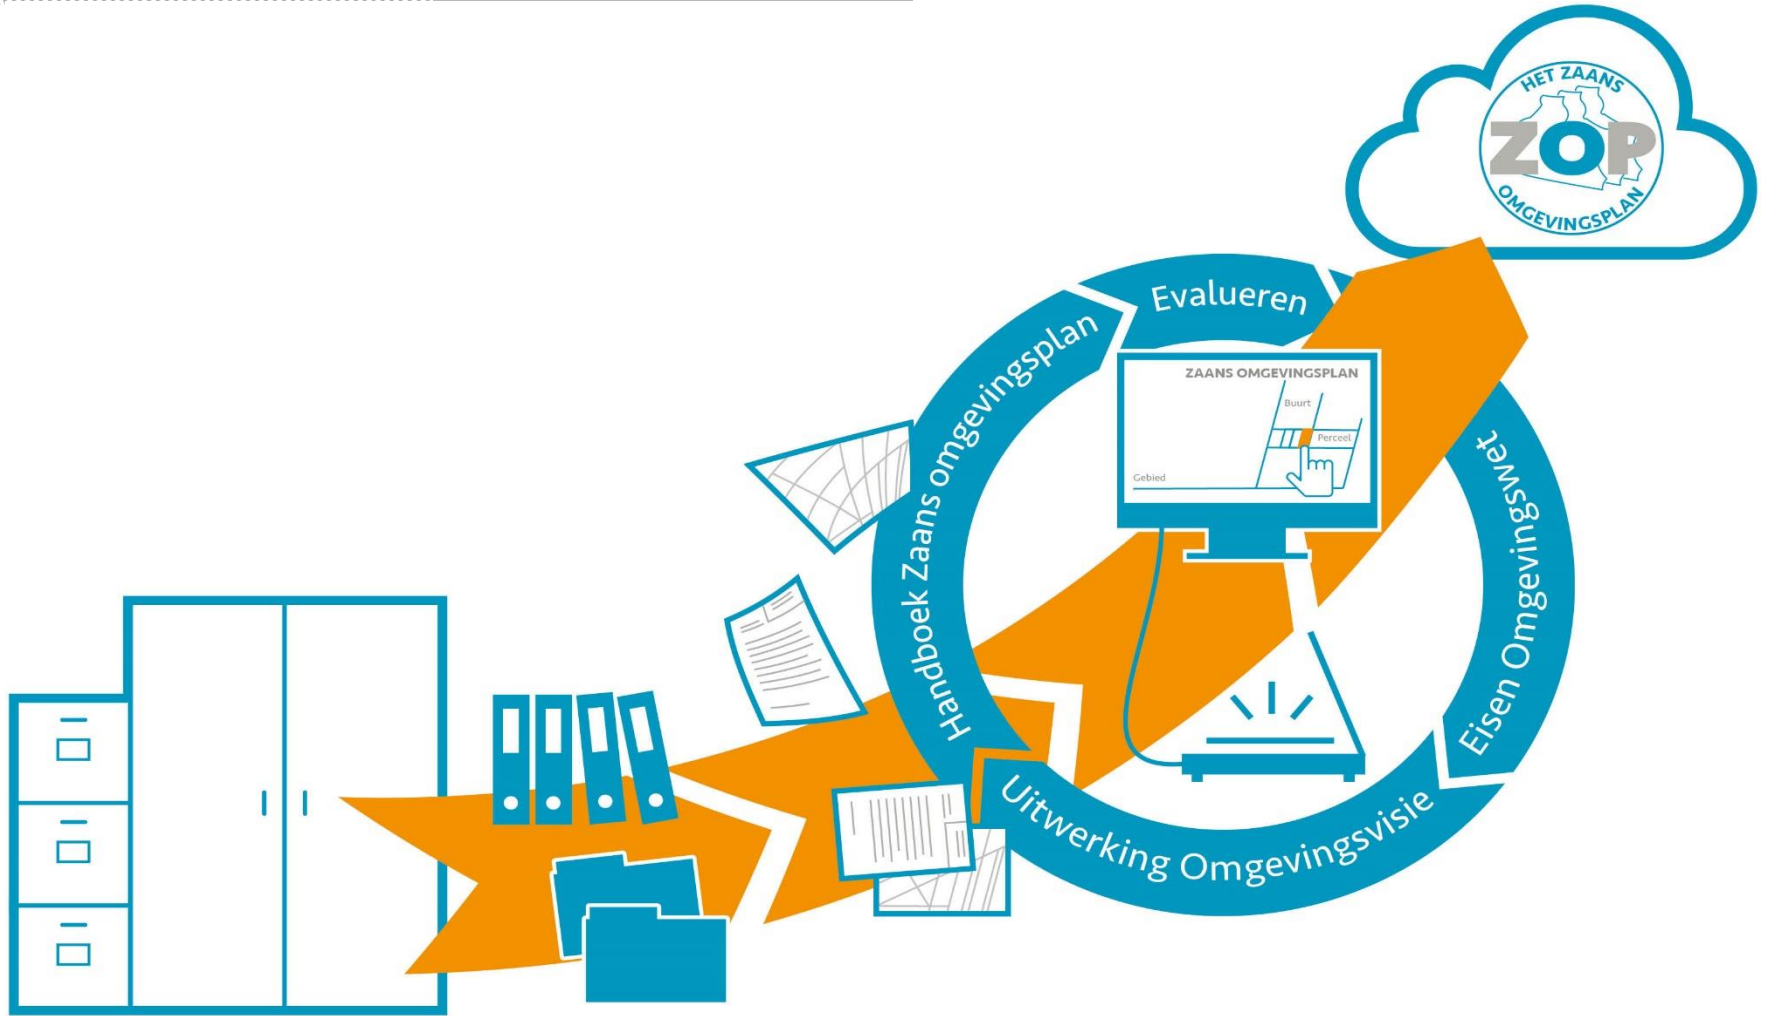 HET ZAANS
ZOP
OMGEVINGSPLAN
Evalueren
Handboek Zaans omgevingsplan
ZAANS OMGEVINGSPLAN
Buurt
Perceel
Gebied
Eisen Omgevingswet
Uitwerking Omgevingsvisie